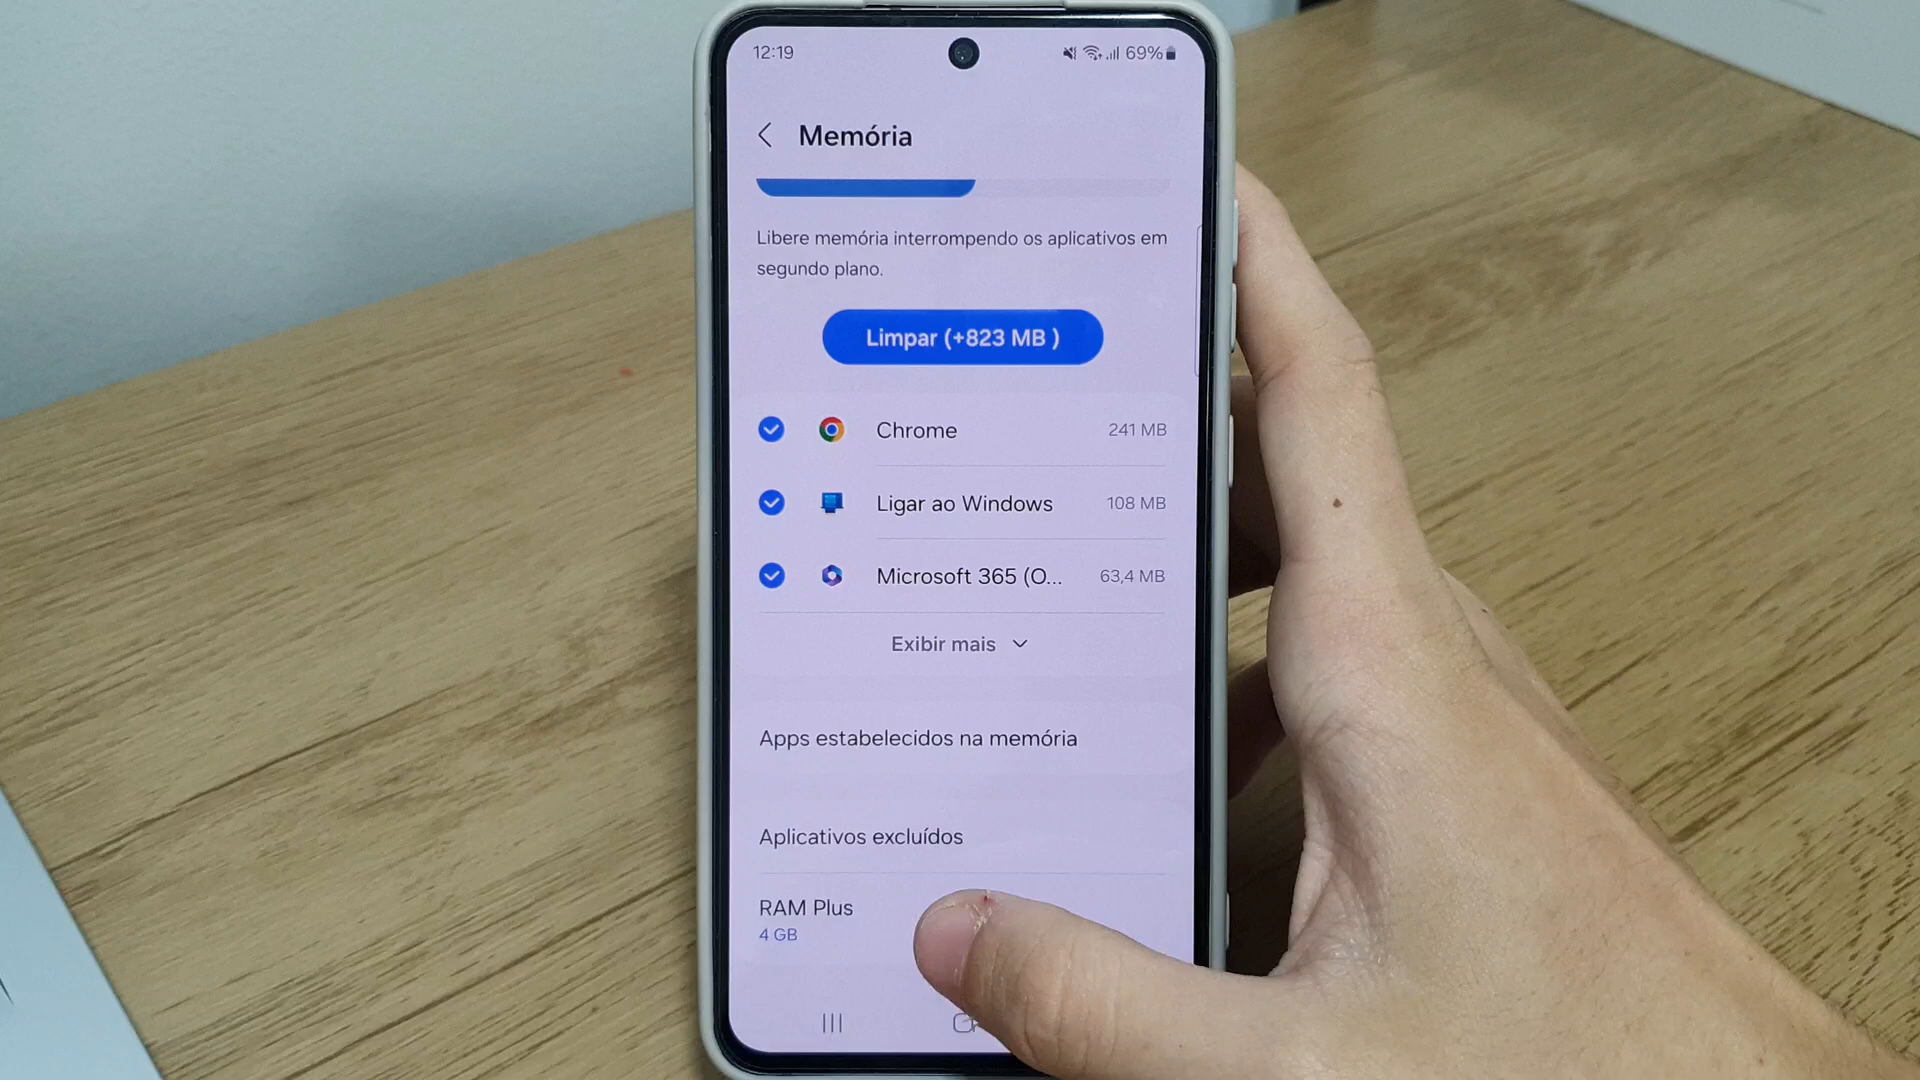 12:19
69%
Memória
Libere memória interrompendo os aplicativos em
segundo plano.
Limpar (+823 MB )
Chrome 241 MB
Ligar ao Windows 108 MB
Microsoft 365 (O... 63,4 MB
Exibir mais
Apps estabelecidos na memória
Aplicativos excluídos
RAM Plus
4 GB